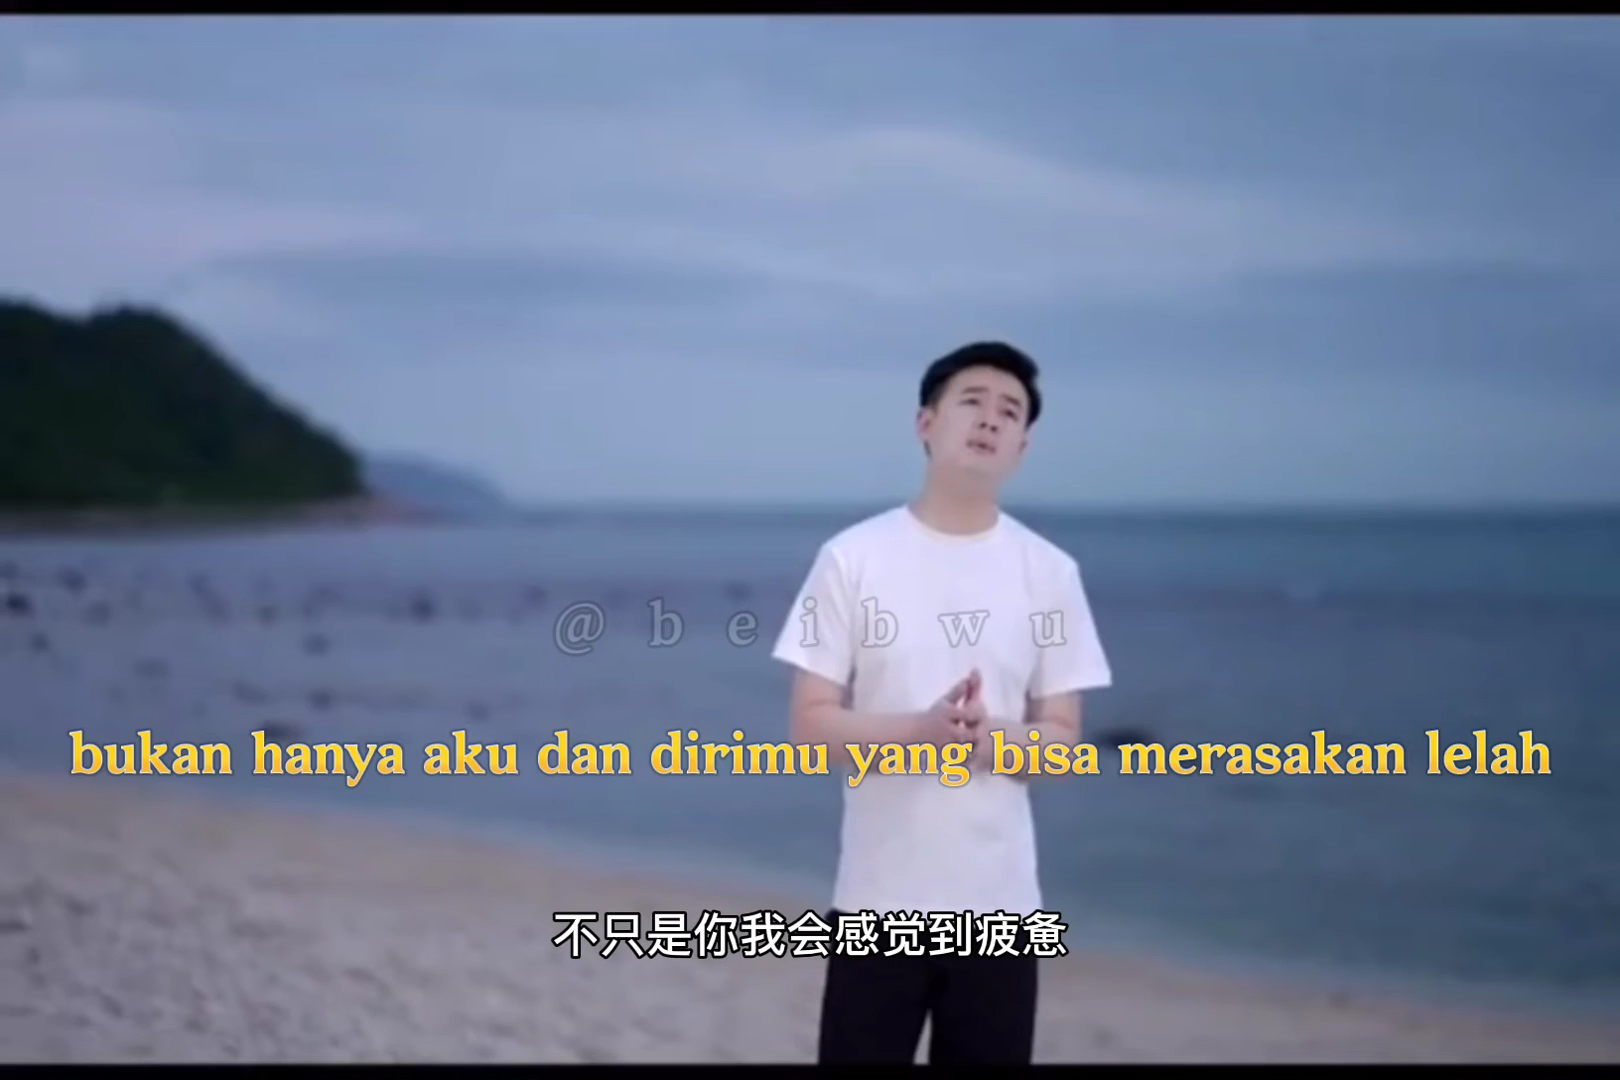 @beibwu
bukan hanya aku dan dirimu yang bisa merasakan lelah
不只是你我会感觉到疲惫